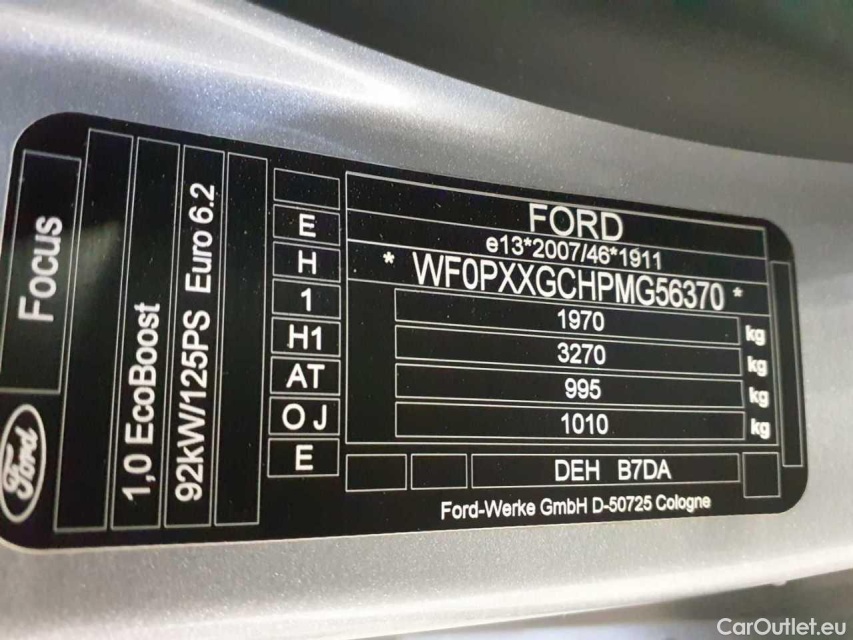 Focus
Ford
1,0 EcoBoost
92kW/125PS Euro 6.2
E
H
1
H1
AT
OJ
E
FORD
e13*2007/46*1911
* WF0PXXGCHPMG56370 *
1970 kg
3270 kg
995 kg
1010 kg
DEH B7DA
Ford-Werke GmbH D-50725 Cologne
CarOutlet.eu